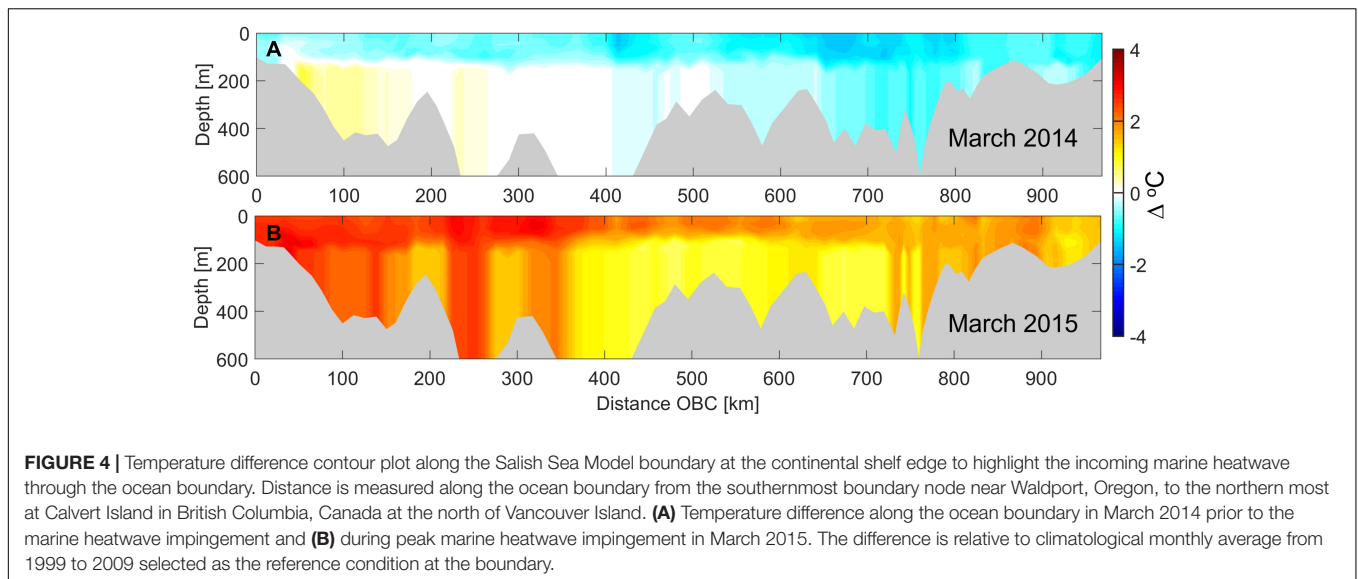 0
200
400
600
Depth [m]
A
March 2014
0 100 200 300 400 500 600 700 800 900
0
200
400
600
Depth [m]
B
March 2015
0 100 200 300 400 500 600 700 800 900
Distance OBC [km]
4
2
0
-2
-4
Δ ºC
FIGURE 4 | Temperature difference contour plot along the Salish Sea Model boundary at the continental shelf edge to highlight the incoming marine heatwave
through the ocean boundary. Distance is measured along the ocean boundary from the southernmost boundary node near Waldport, Oregon, to the northern most
at Calvert Island in British Columbia, Canada at the north of Vancouver Island. (A) Temperature difference along the ocean boundary in March 2014 prior to the
marine heatwave impingement and (B) during peak marine heatwave impingement in March 2015. The difference is relative to climatological monthly average from
1999 to 2009 selected as the reference condition at the boundary.